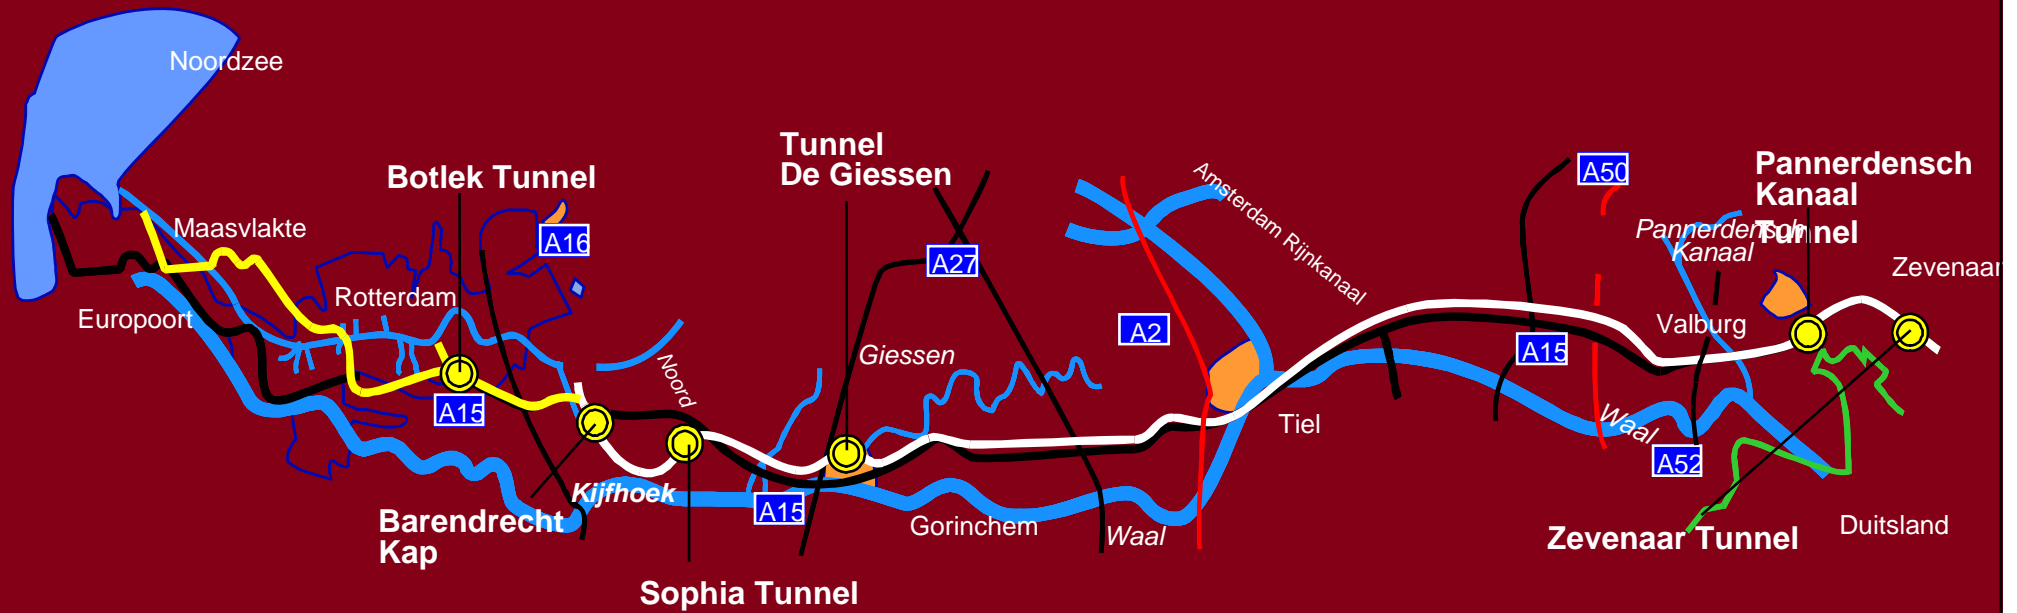 Noordzee
Maasvlakte
Europoort
Rotterdam
Botlek Tunnel
A16
A15
Barendrecht
Kap
Kijfhoek
Noord
Sophia Tunnel
Tunnel
De Giessen
A27
Giessen
A15
Gorinchem
Waal
A2
Amsterdam Rijnkanaal
Tiel
A50
A15
Waal
A52
Valburg
Pannerdensch
Kanaal
Pannerdensch
Kanaal
Tunnel
Zevenaar
Zevenaar Tunnel
Duitsland